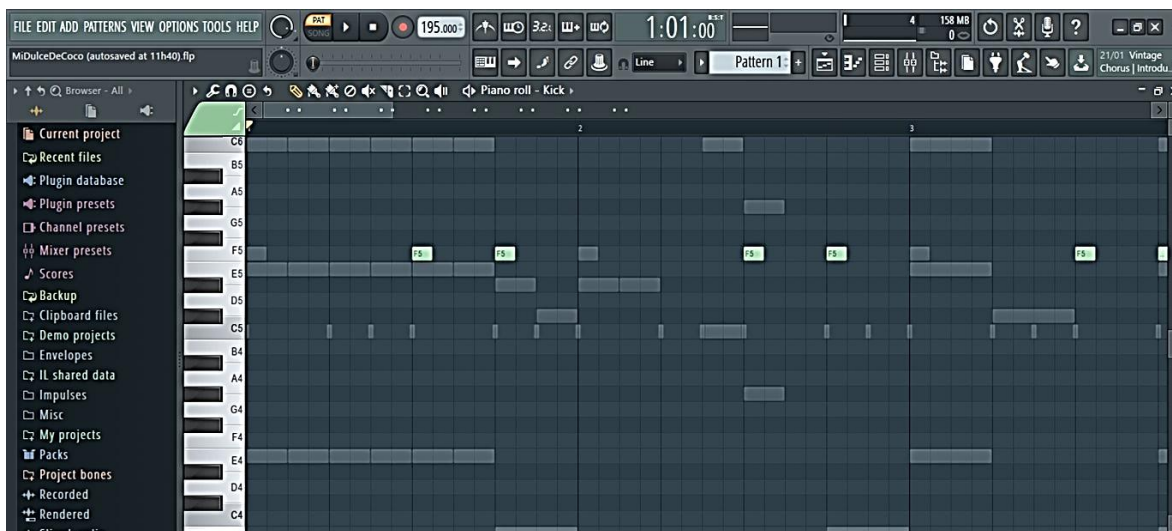 FILE EDIT ADD PATTERNS VIEW OPTIONS TOOLS HELP
PAT
SONG
195.000
3.2.1
1:01:00
B:S:T
4
158 MB
0
?
MiDulceDeCoco (autosaved at 11h40).flp
Line
Pattern 1
+
21/01 Vintage
Chorus | Introdu..
Browser - All
Piano roll - Kick
Current project
Recent files
Plugin database
Plugin presets
Channel presets
Mixer presets
Scores
Backup
Clipboard files
Demo projects
Envelopes
IL shared data
Impulses
Misc
My projects
Packs
Project bones
Recorded
Rendered
2
3
C6
B5
A5
G5
F5
F5
F5
F5
F5
F5
E5
D5
C5
B4
A4
G4
F4
E4
D4
C4